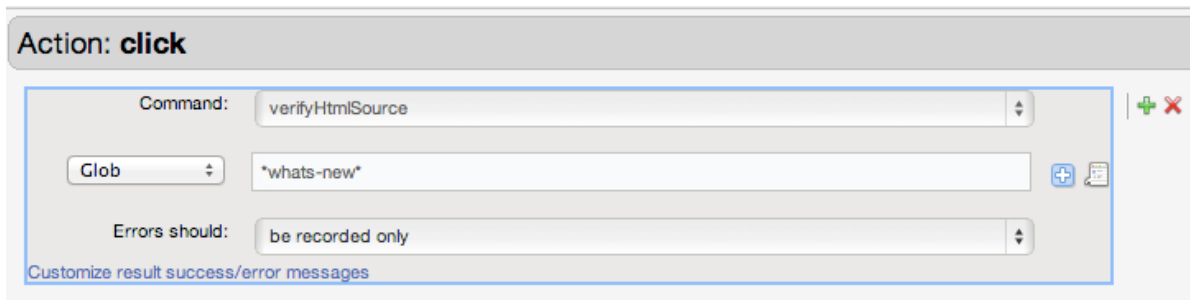 Action: click
Command: verifyHtmlSource
Glob *whats-new*
Errors should: be recorded only
Customize result success/error messages